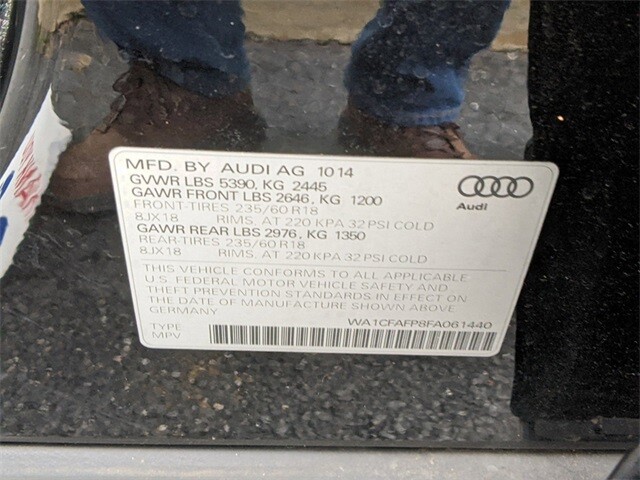 MFD. BY AUDI AG 10 14
GVWR LBS 5390, KG 2445
GAWR FRONT LBS 2646, KG 1200
FRONT-TIRES 235/60 R18
8JX18 RIMS. AT 220 KPA 32 PSI COLD
GAWR REAR LBS 2976, KG 1350
REAR-TIRES 235/60 R18
8JX18 RIMS. AT 220 KPA 32 PSI COLD
Audi
THIS VEHICLE CONFORMS TO ALL APPLICABLE
U.S. FEDERAL MOTOR VEHICLE SAFETY AND
THEFT PREVENTION STANDARDS IN EFFECT ON
THE DATE OF MANUFACTURE SHOWN ABOVE
GERMANY
WA1CFAFP8FA061440
TYPE
MPV